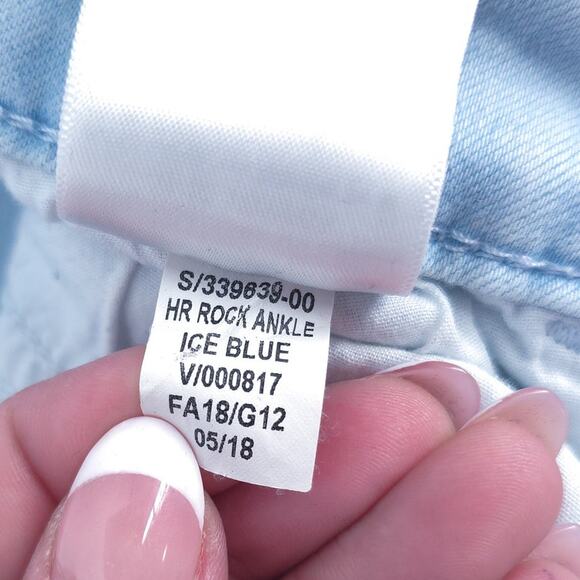 S/339639-00
HR ROCK ANKLE
ICE BLUE
V/000817
FA18/G12
05/18